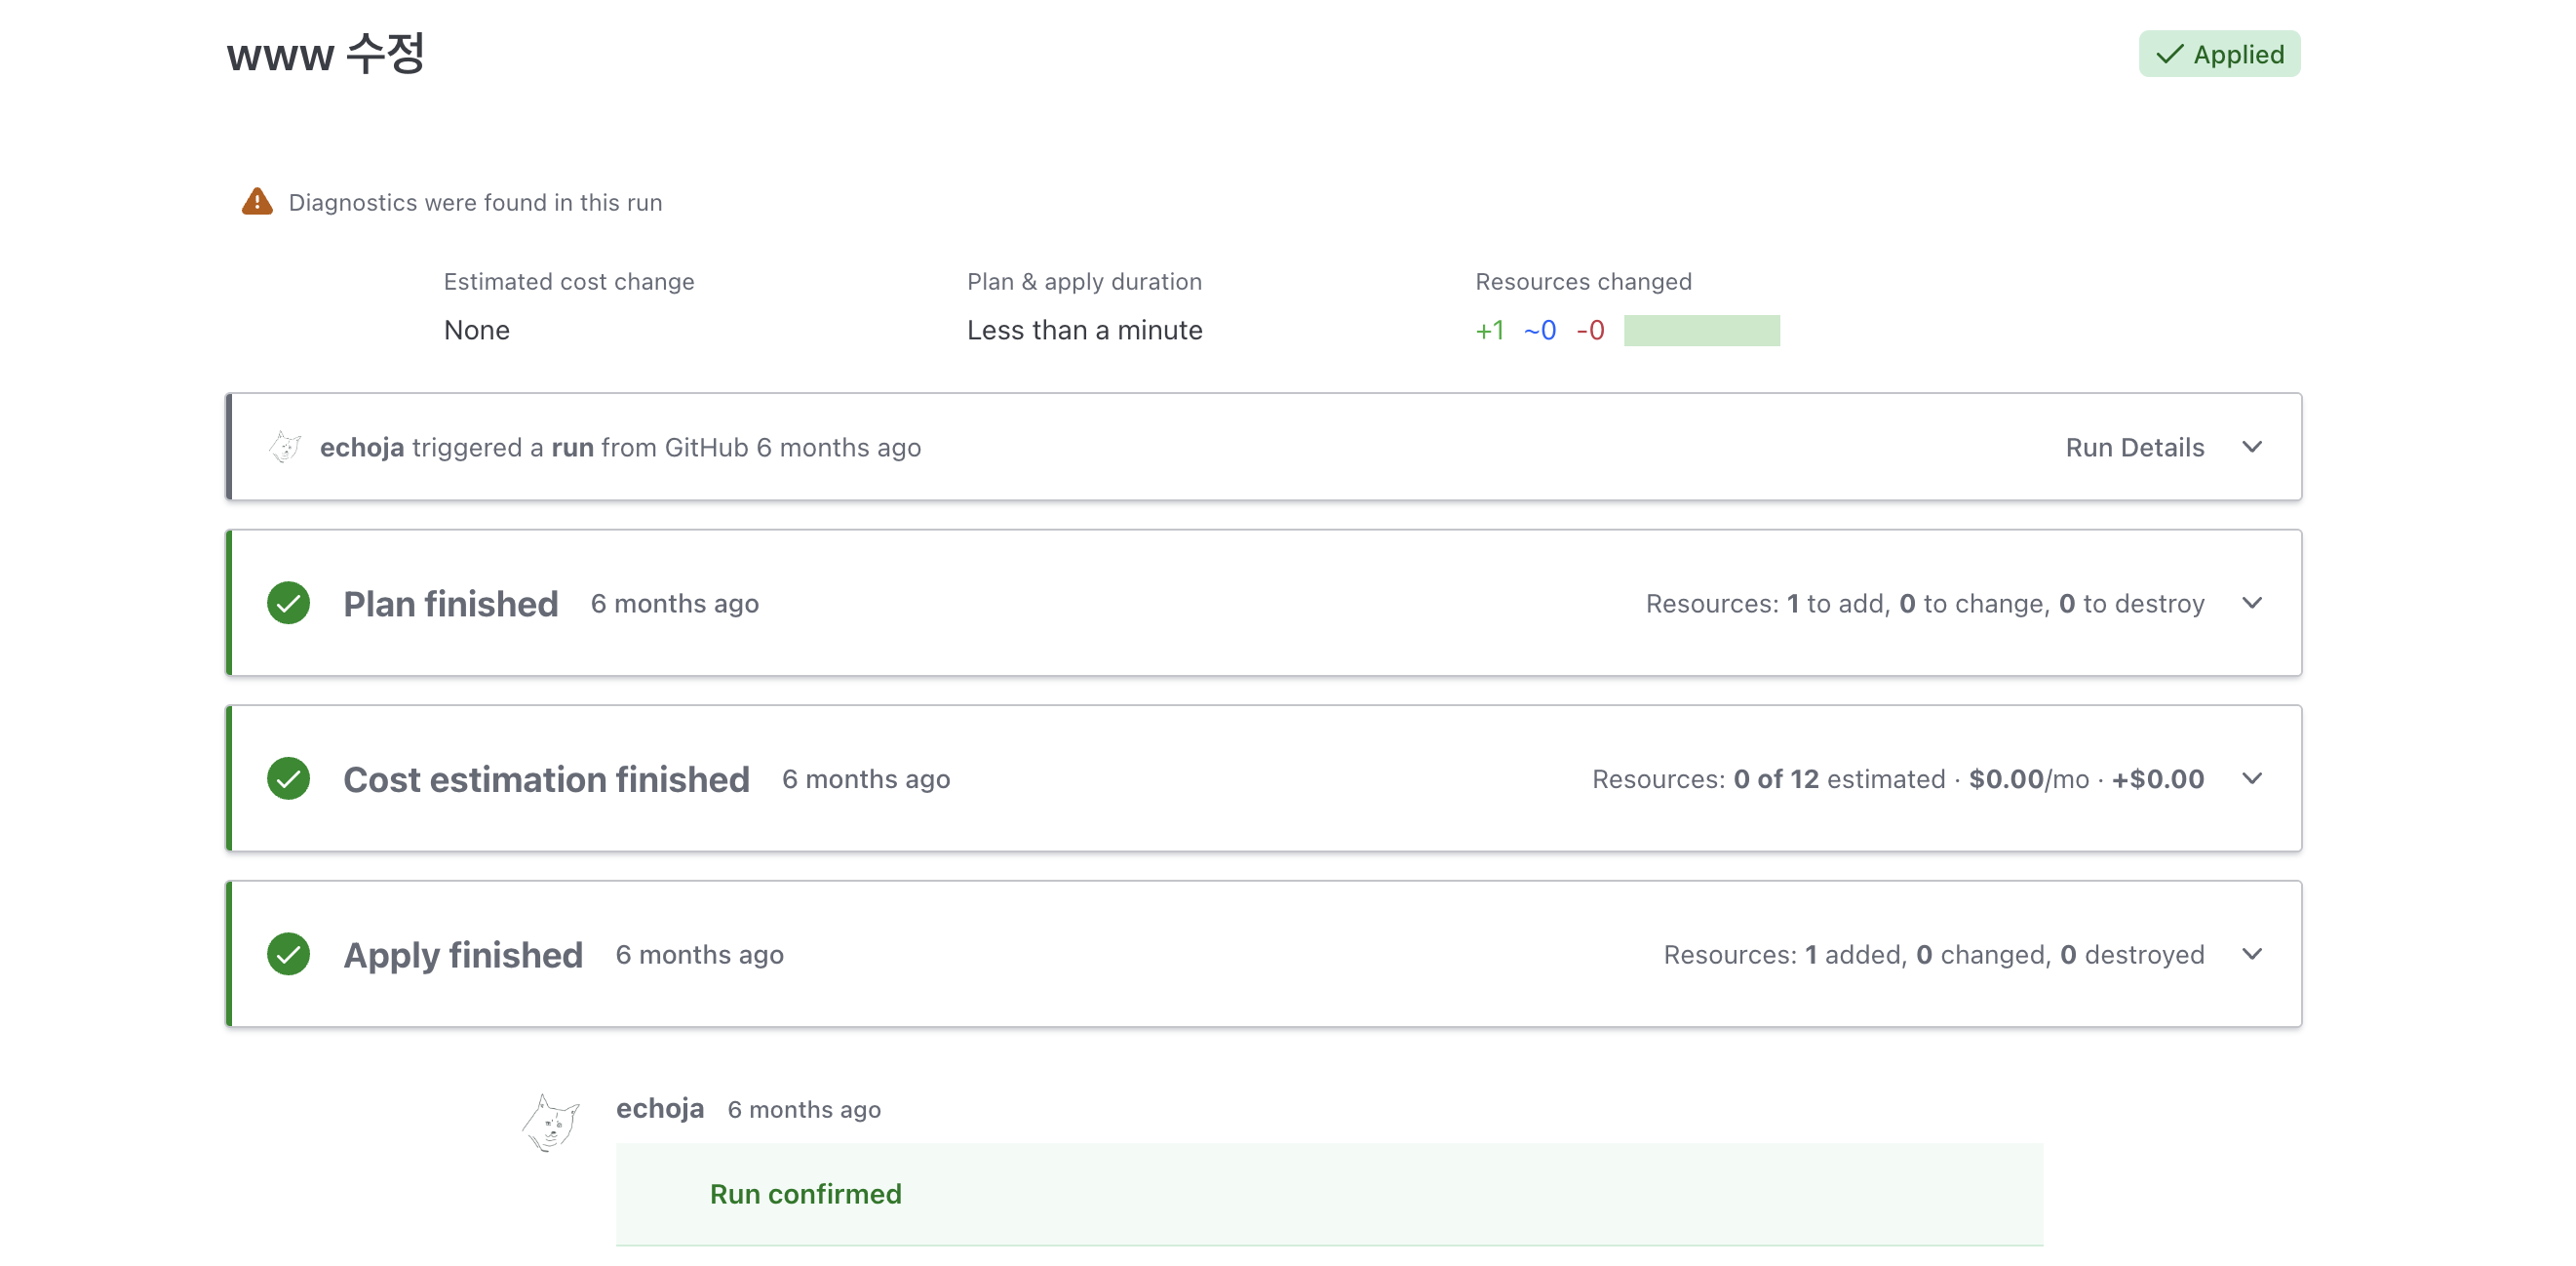 www 수정
Applied
Diagnostics were found in this run
Estimated cost change
None
Plan & apply duration
Less than a minute
Resources changed
+1 ~0 -0
echoja triggered a run from GitHub 6 months ago
Run Details
Plan finished 6 months ago
Resources: 1 to add, 0 to change, 0 to destroy
Cost estimation finished 6 months ago
Resources: 0 of 12 estimated · $0.00/mo · +$0.00
Apply finished 6 months ago
Resources: 1 added, 0 changed, 0 destroyed
echoja 6 months ago
Run confirmed